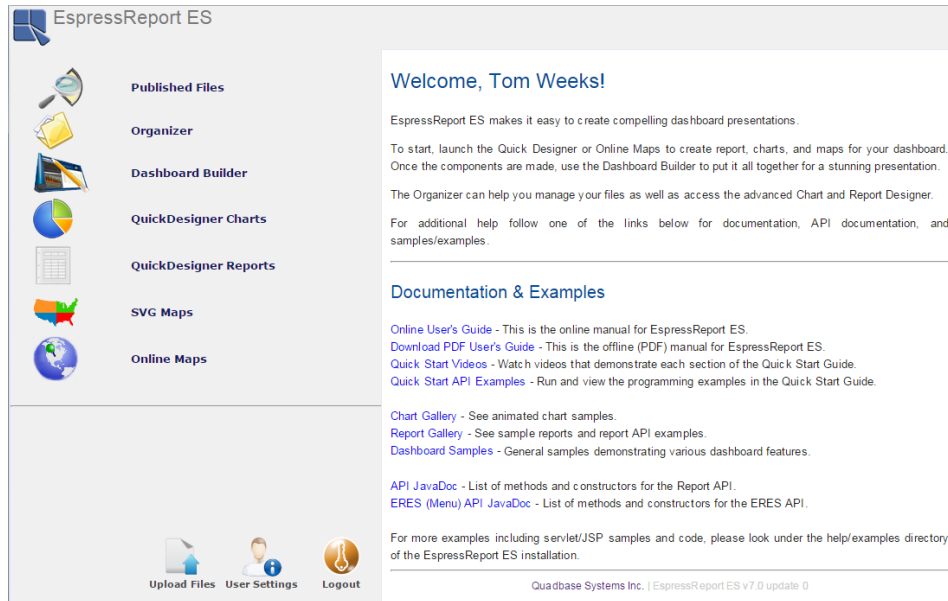 EspressReport ES
Published Files
Organizer
Dashboard Builder
QuickDesigner Charts
QuickDesigner Reports
SVG Maps
Online Maps
Upload Files
User Settings
Logout
Welcome, Tom Weeks!
EspressReport ES makes it easy to create compelling dashboard presentations.
To start, launch the Quick Designer or Online Maps to create report, charts, and maps for your dashboard.
Once the components are made, use the Dashboard Builder to put it all together for a stunning presentation.
The Organizer can help you manage your files as well as access the advanced Chart and Report Designer.
For additional help follow one of the links below for documentation, API documentation, and
samples/examples.
Documentation & Examples
Online User's Guide - This is the online manual for EspressReport ES.
Download PDF User's Guide - This is the offline (PDF) manual for EspressReport ES.
Quick Start Videos - Watch videos that demonstrate each section of the Quick Start Guide.
Quick Start API Examples - Run and view the programming examples in the Quick Start Guide.
Chart Gallery - See animated chart samples.
Report Gallery - See sample reports and report API examples.
Dashboard Samples - General samples demonstrating various dashboard features.
API JavaDoc - List of methods and constructors for the Report API.
ERES (Menu) API JavaDoc - List of methods and constructors for the ERES API.
For more examples including servlet/JSP samples and code, please look under the help/examples directory
of the EspressReport ES installation.
Quadbase Systems Inc. | EspressReport ES v7.0 update 0